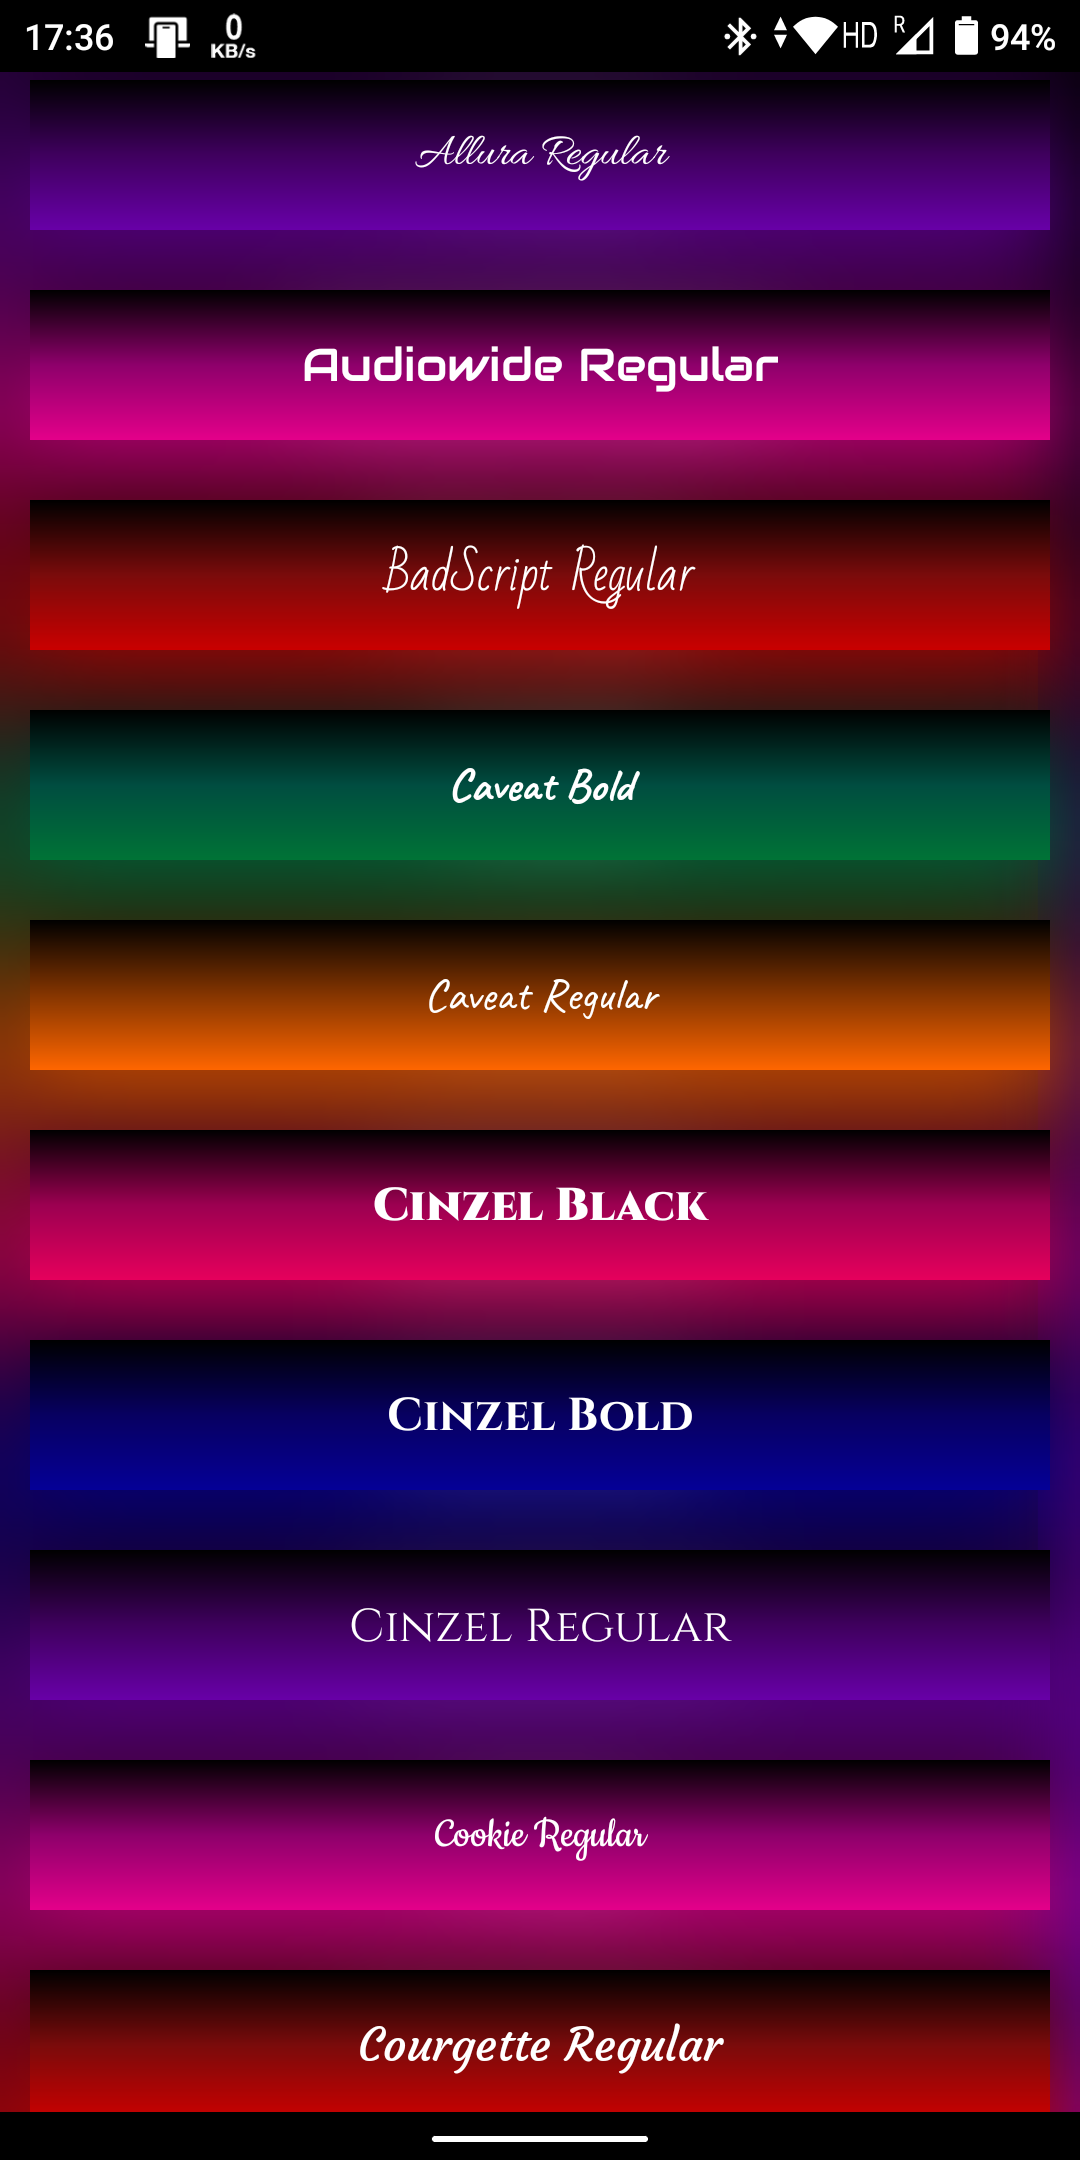 17:36 0 KB/s HD R 94%
Allura Regular
Audiowide Regular
BadScript Regular
Caveat Bold
Caveat Regular
Cinzel Black
Cinzel Bold
Cinzel Regular
Cookie Regular
Courgette Regular